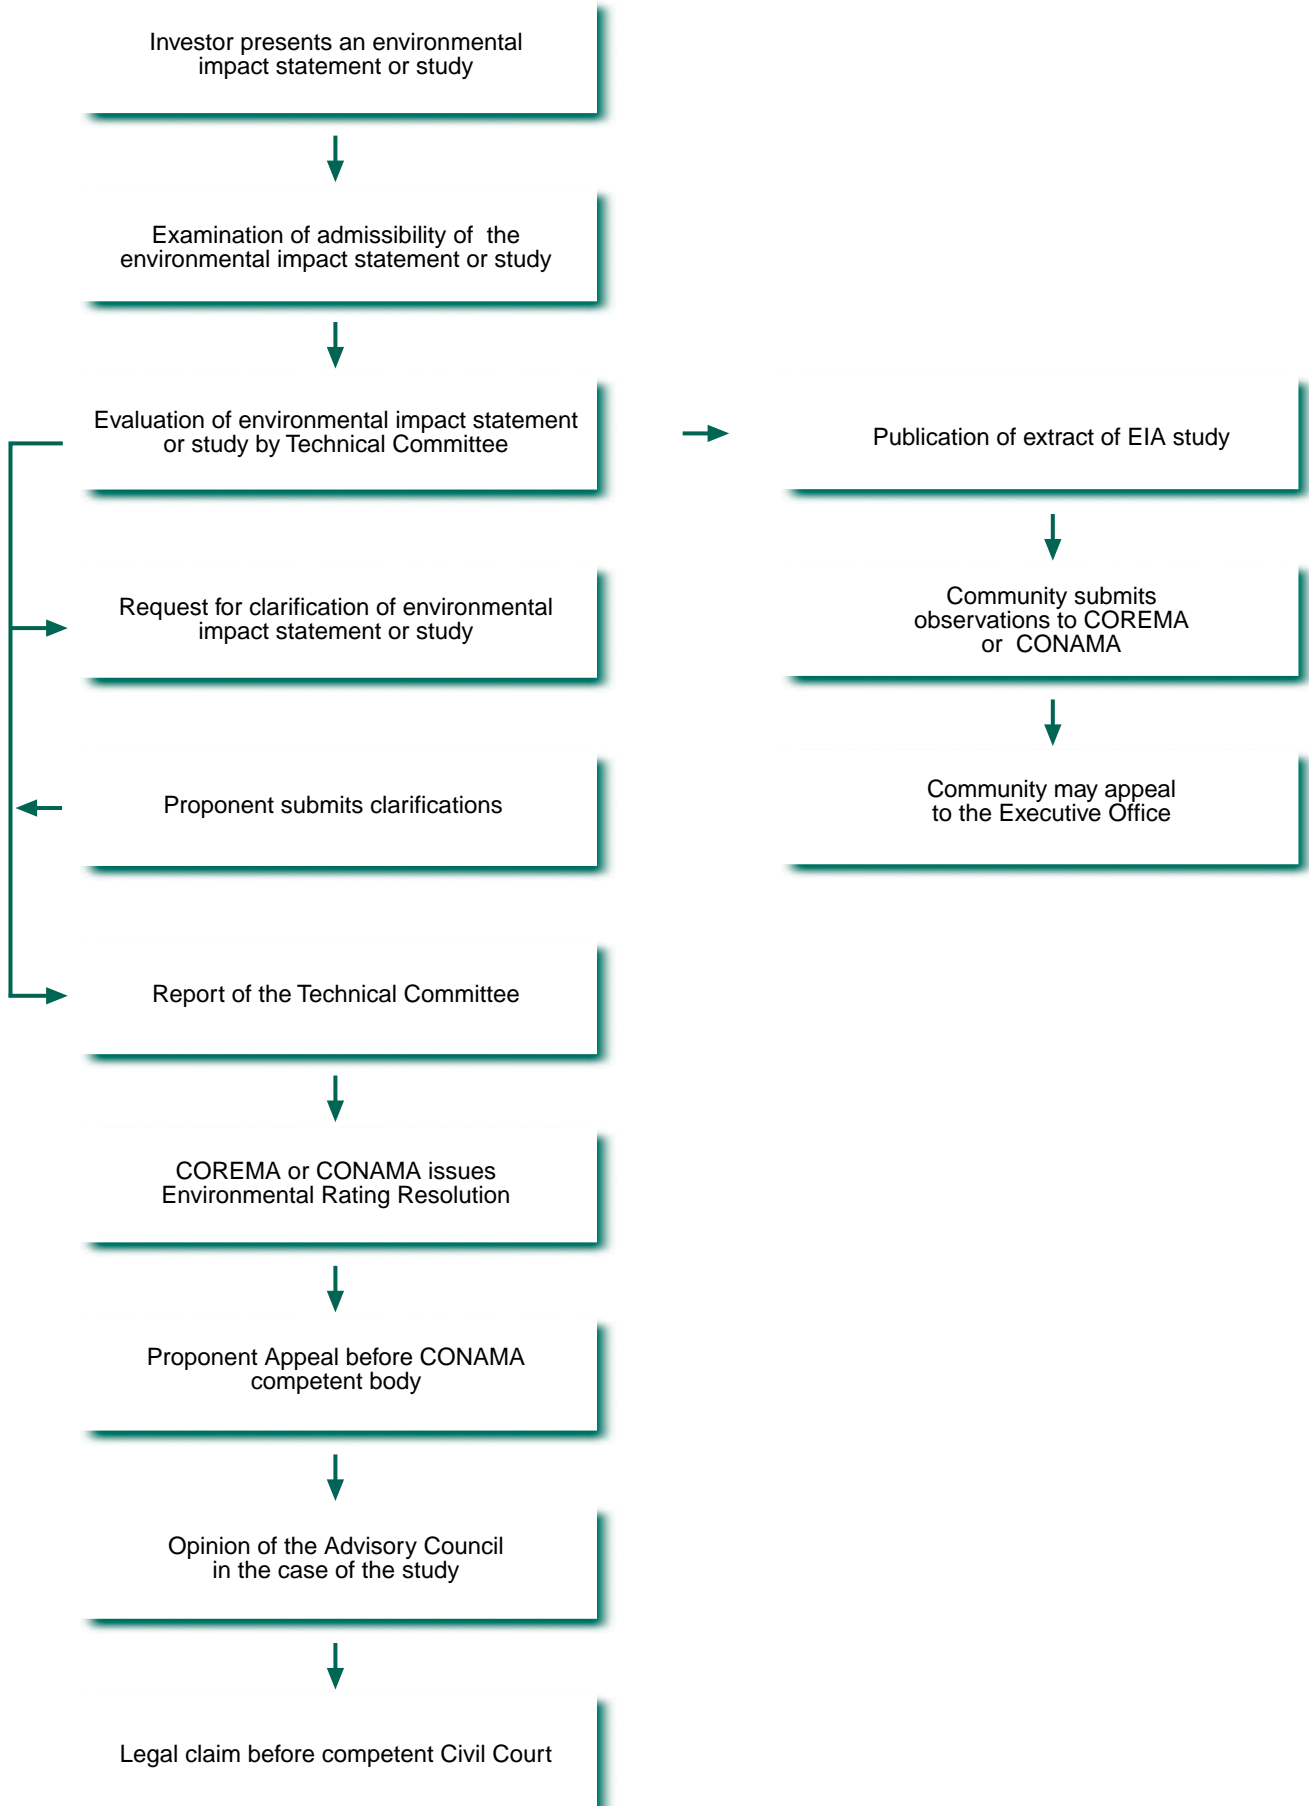 Investor presents an environmental
impact statement or study
Examination of admissibility of the
environmental impact statement or study
Evaluation of environmental impact statement
or study by Technical Committee
Publication of extract of EIA study
Request for clarification of environmental
impact statement or study
Community submits
observations to COREMA
or CONAMA
Proponent submits clarifications
Community may appeal
to the Executive Office
Report of the Technical Committee
COREMA or CONAMA issues
Environmental Rating Resolution
Proponent Appeal before CONAMA
competent body
Opinion of the Advisory Council
in the case of the study
Legal claim before competent Civil Court